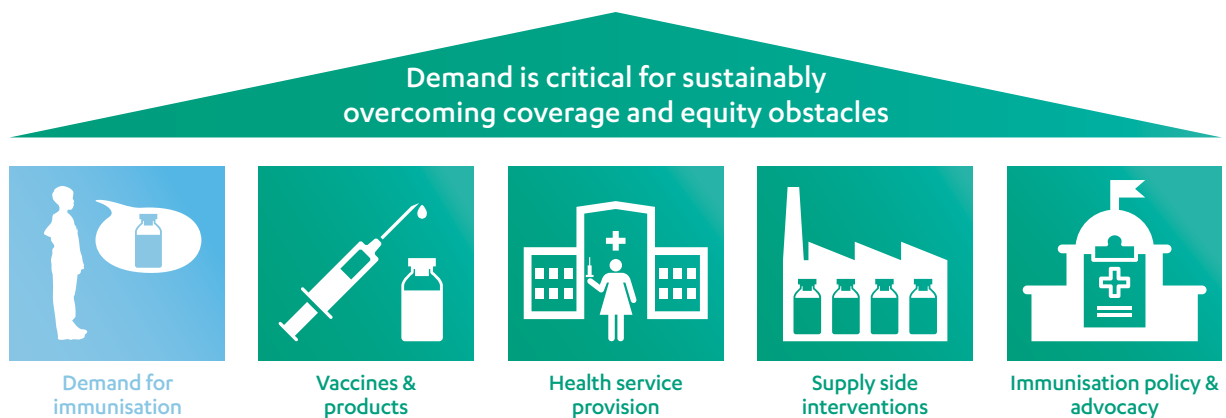 Demand is critical for sustainably
overcoming coverage and equity obstacles
Demand for
immunisation
Vaccines &
products
Health service
provision
Supply side
interventions
Immunisation policy &
advocacy